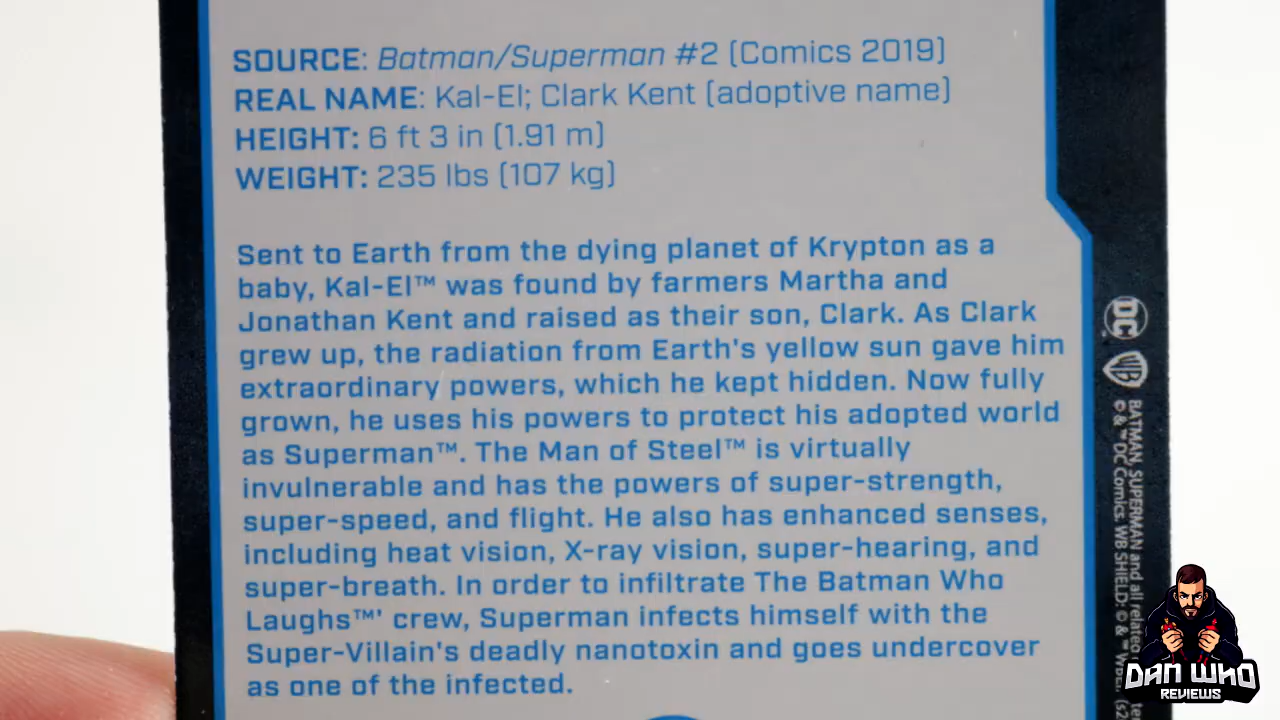 SOURCE: Batman/Superman #2 (Comics 2019)
REAL NAME: Kal-El; Clark Kent (adoptive name)
HEIGHT: 6 ft 3 in (1.91 m)
WEIGHT: 235 lbs (107 kg)
Sent to Earth from the dying planet of Krypton as a
baby, Kal-El™ was found by farmers Martha and
Jonathan Kent and raised as their son, Clark. As Clark
grew up, the radiation from Earth's yellow sun gave him
extraordinary powers, which he kept hidden. Now fully
grown, he uses his powers to protect his adopted world
as Superman™. The Man of Steel™ is virtually
invulnerable and has the powers of super-strength,
super-speed, and flight. He also has enhanced senses,
including heat vision, X-ray vision, super-hearing, and
super-breath. In order to infiltrate The Batman Who
Laughs™' crew, Superman infects himself with the
Super-Villain's deadly nanotoxin and goes undercover
as one of the infected.
DC
WB
BATMAN, SUPERMAN and all related
© & ™ DC Comics. WB SHIELD: © & ™ WBEI.
DAN WHO
REVIEWS